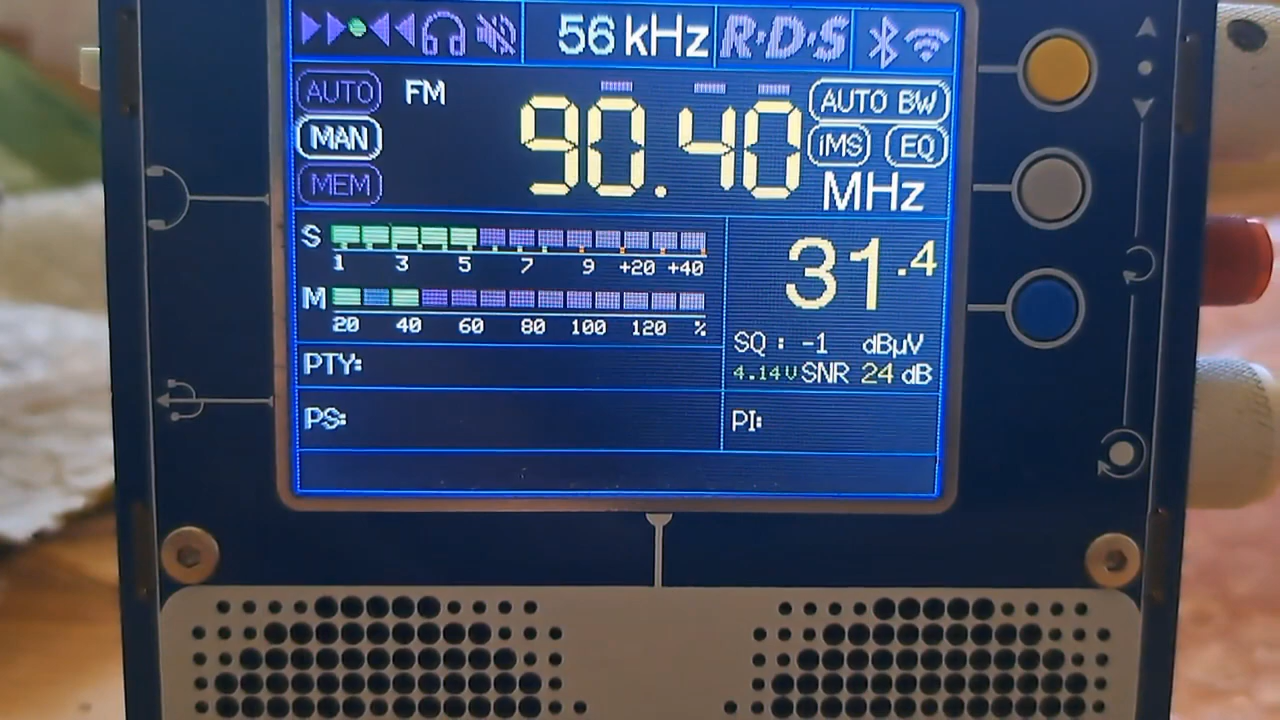 56 kHz R·D·S
AUTO FM 90.40 AUTO BW
MAN iMS EQ
MEM MHz
S 31.4
1 3 5 7 9 +20 +40
M
20 40 60 80 100 120 %
SQ : -1 dBµV
PTY: 4.14V SNR 24 dB
PS: PI: